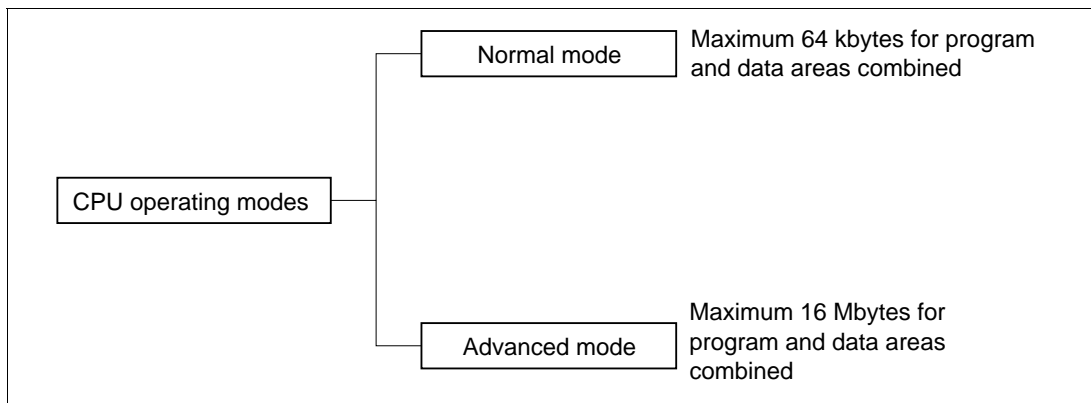 Normal mode
Maximum 64 kbytes for program
and data areas combined
CPU operating modes
Advanced mode
Maximum 16 Mbytes for
program and data areas
combined